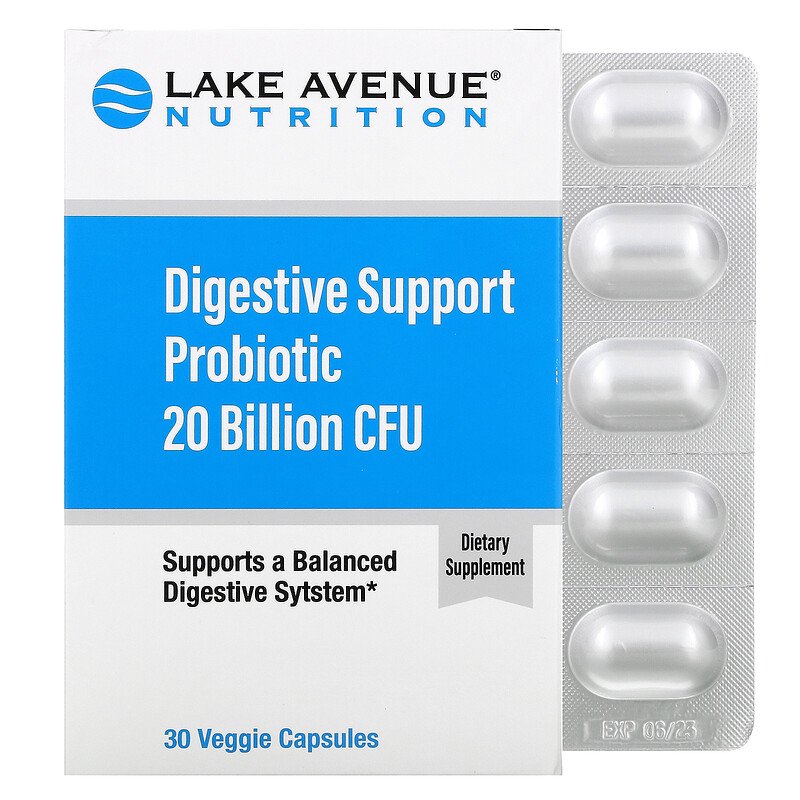 LAKE AVENUE®
NUTRITION
Digestive Support
Probiotic
20 Billion CFU
Supports a Balanced
Digestive Sytstem*
Dietary
Supplement
30 Veggie Capsules
EXP 06/23